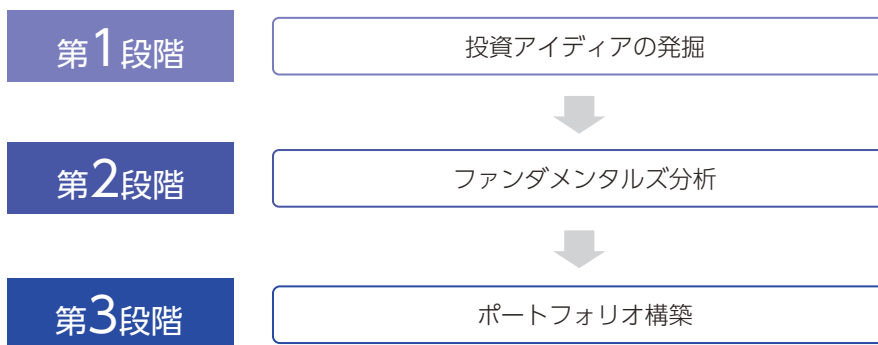 第1段階
投資アイディアの発掘
第2段階
ファンダメンタルズ分析
第3段階
ポートフォリオ構築